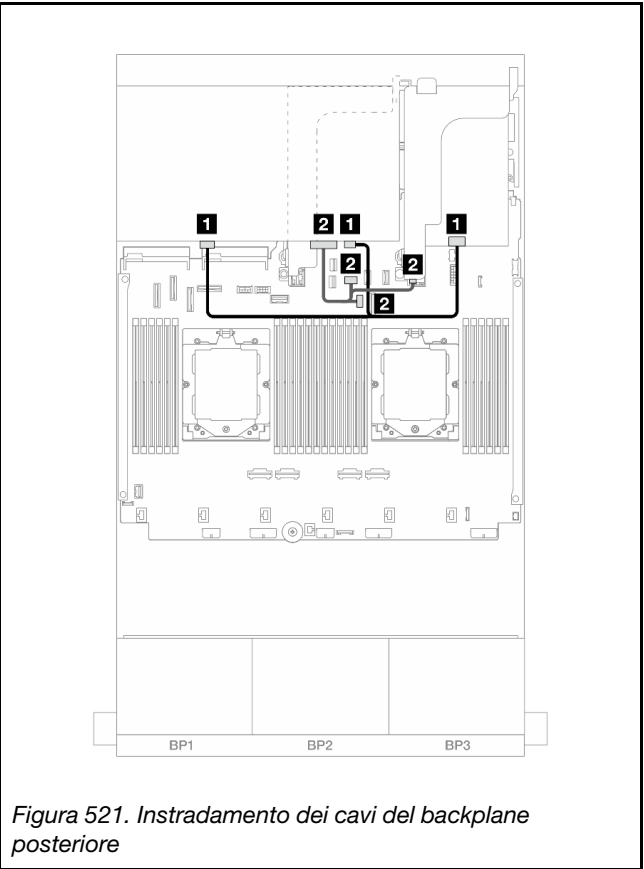 1 2 1 1
2 2
2
BP1 BP2 BP3
Figura 521. Instradamento dei cavi del backplane
posteriore